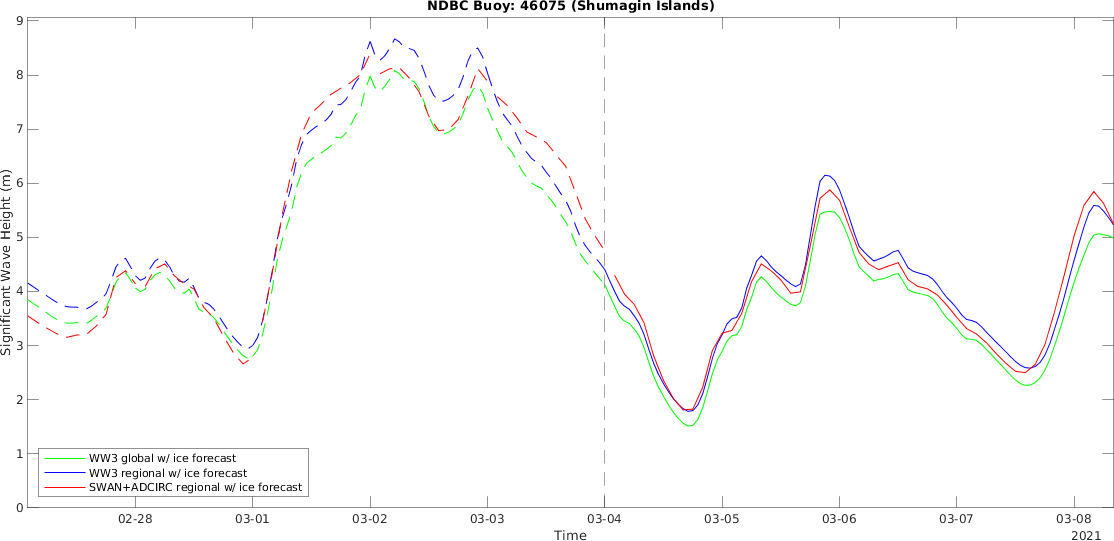 NDBC Buoy: 46075 (Shumagin Islands)
9
8
7
6
5
4
3
2
1
0
Significant Wave Height (m)
WW3 global w/ ice forecast
WW3 regional w/ ice forecast
SWAN+ADCIRC regional w/ ice forecast
02-28 03-01 03-02 03-03 03-04 03-05 03-06 03-07 03-08
Time 2021